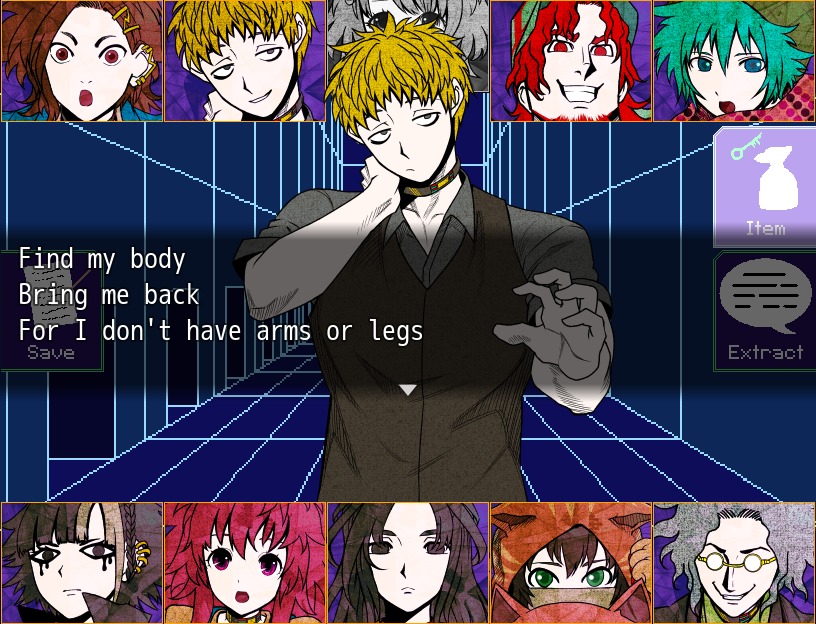 Item
Find my body
Bring me back
For I don't have arms or legs
Save
Extract